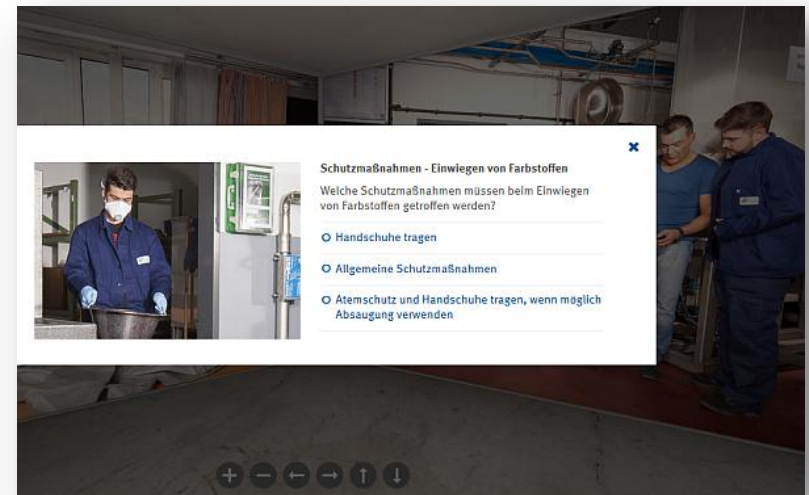 Schutzmaßnahmen - Einwiegen von Farbstoffen
Welche Schutzmaßnahmen müssen beim Einwiegen
von Farbstoffen getroffen werden?
Handschuhe tragen
Allgemeine Schutzmaßnahmen
Atemschutz und Handschuhe tragen, wenn möglich
Absaugung verwenden